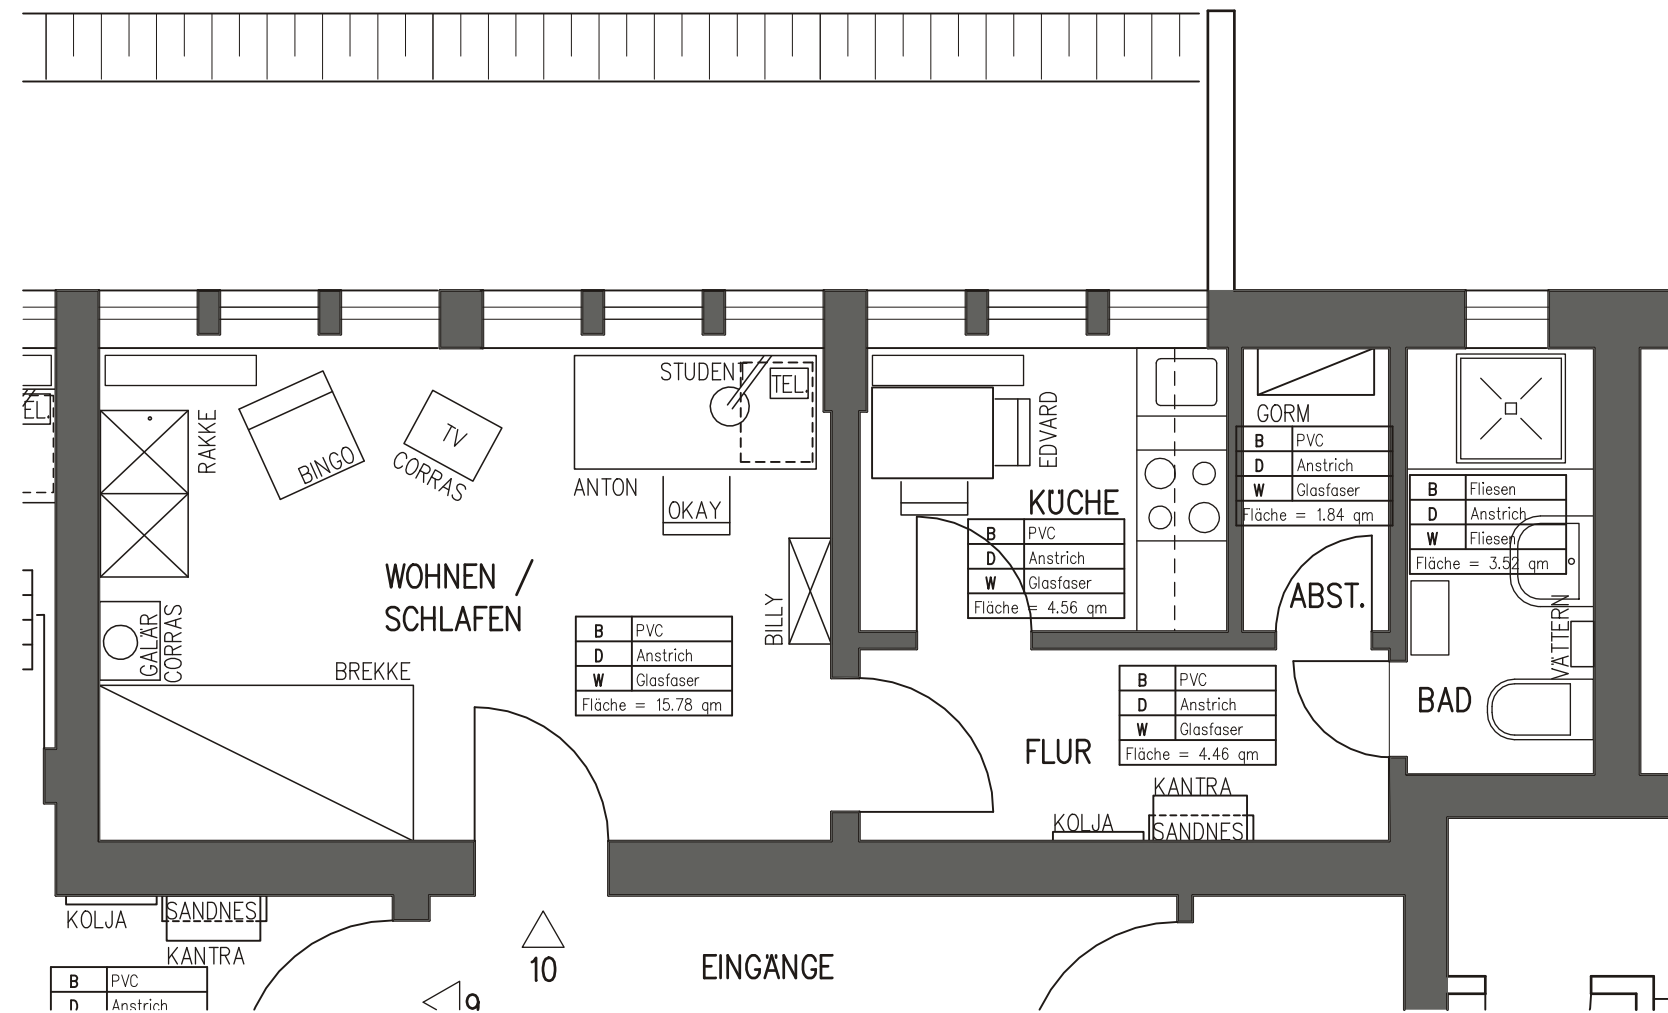 EL.
RAKKE
BINGO
TV
CORRAS
STUDENT
TEL.
ANTON
OKAY
EDVARD
KÜCHE
B PVC
D Anstrich
W Glasfaser
Fläche = 4.56 qm
GORM
B PVC
D Anstrich
W Glasfaser
Fläche = 1.84 qm
B Fliesen
D Anstrich
W Fliesen
Fläche = 3.52 qm
WOHNEN /
SCHLAFEN
BILLY
ABST.
VÄTTERN
GALÄR
CORRAS
BREKKE
B PVC
D Anstrich
W Glasfaser
Fläche = 15.78 qm
B PVC
D Anstrich
W Glasfaser
Fläche = 4.46 qm
BAD
FLUR
KANTRA
KOLJA
SANDNES
KOLJA
SANDNES
KANTRA
10
EINGÄNGE
B PVC
D Anstrich
9